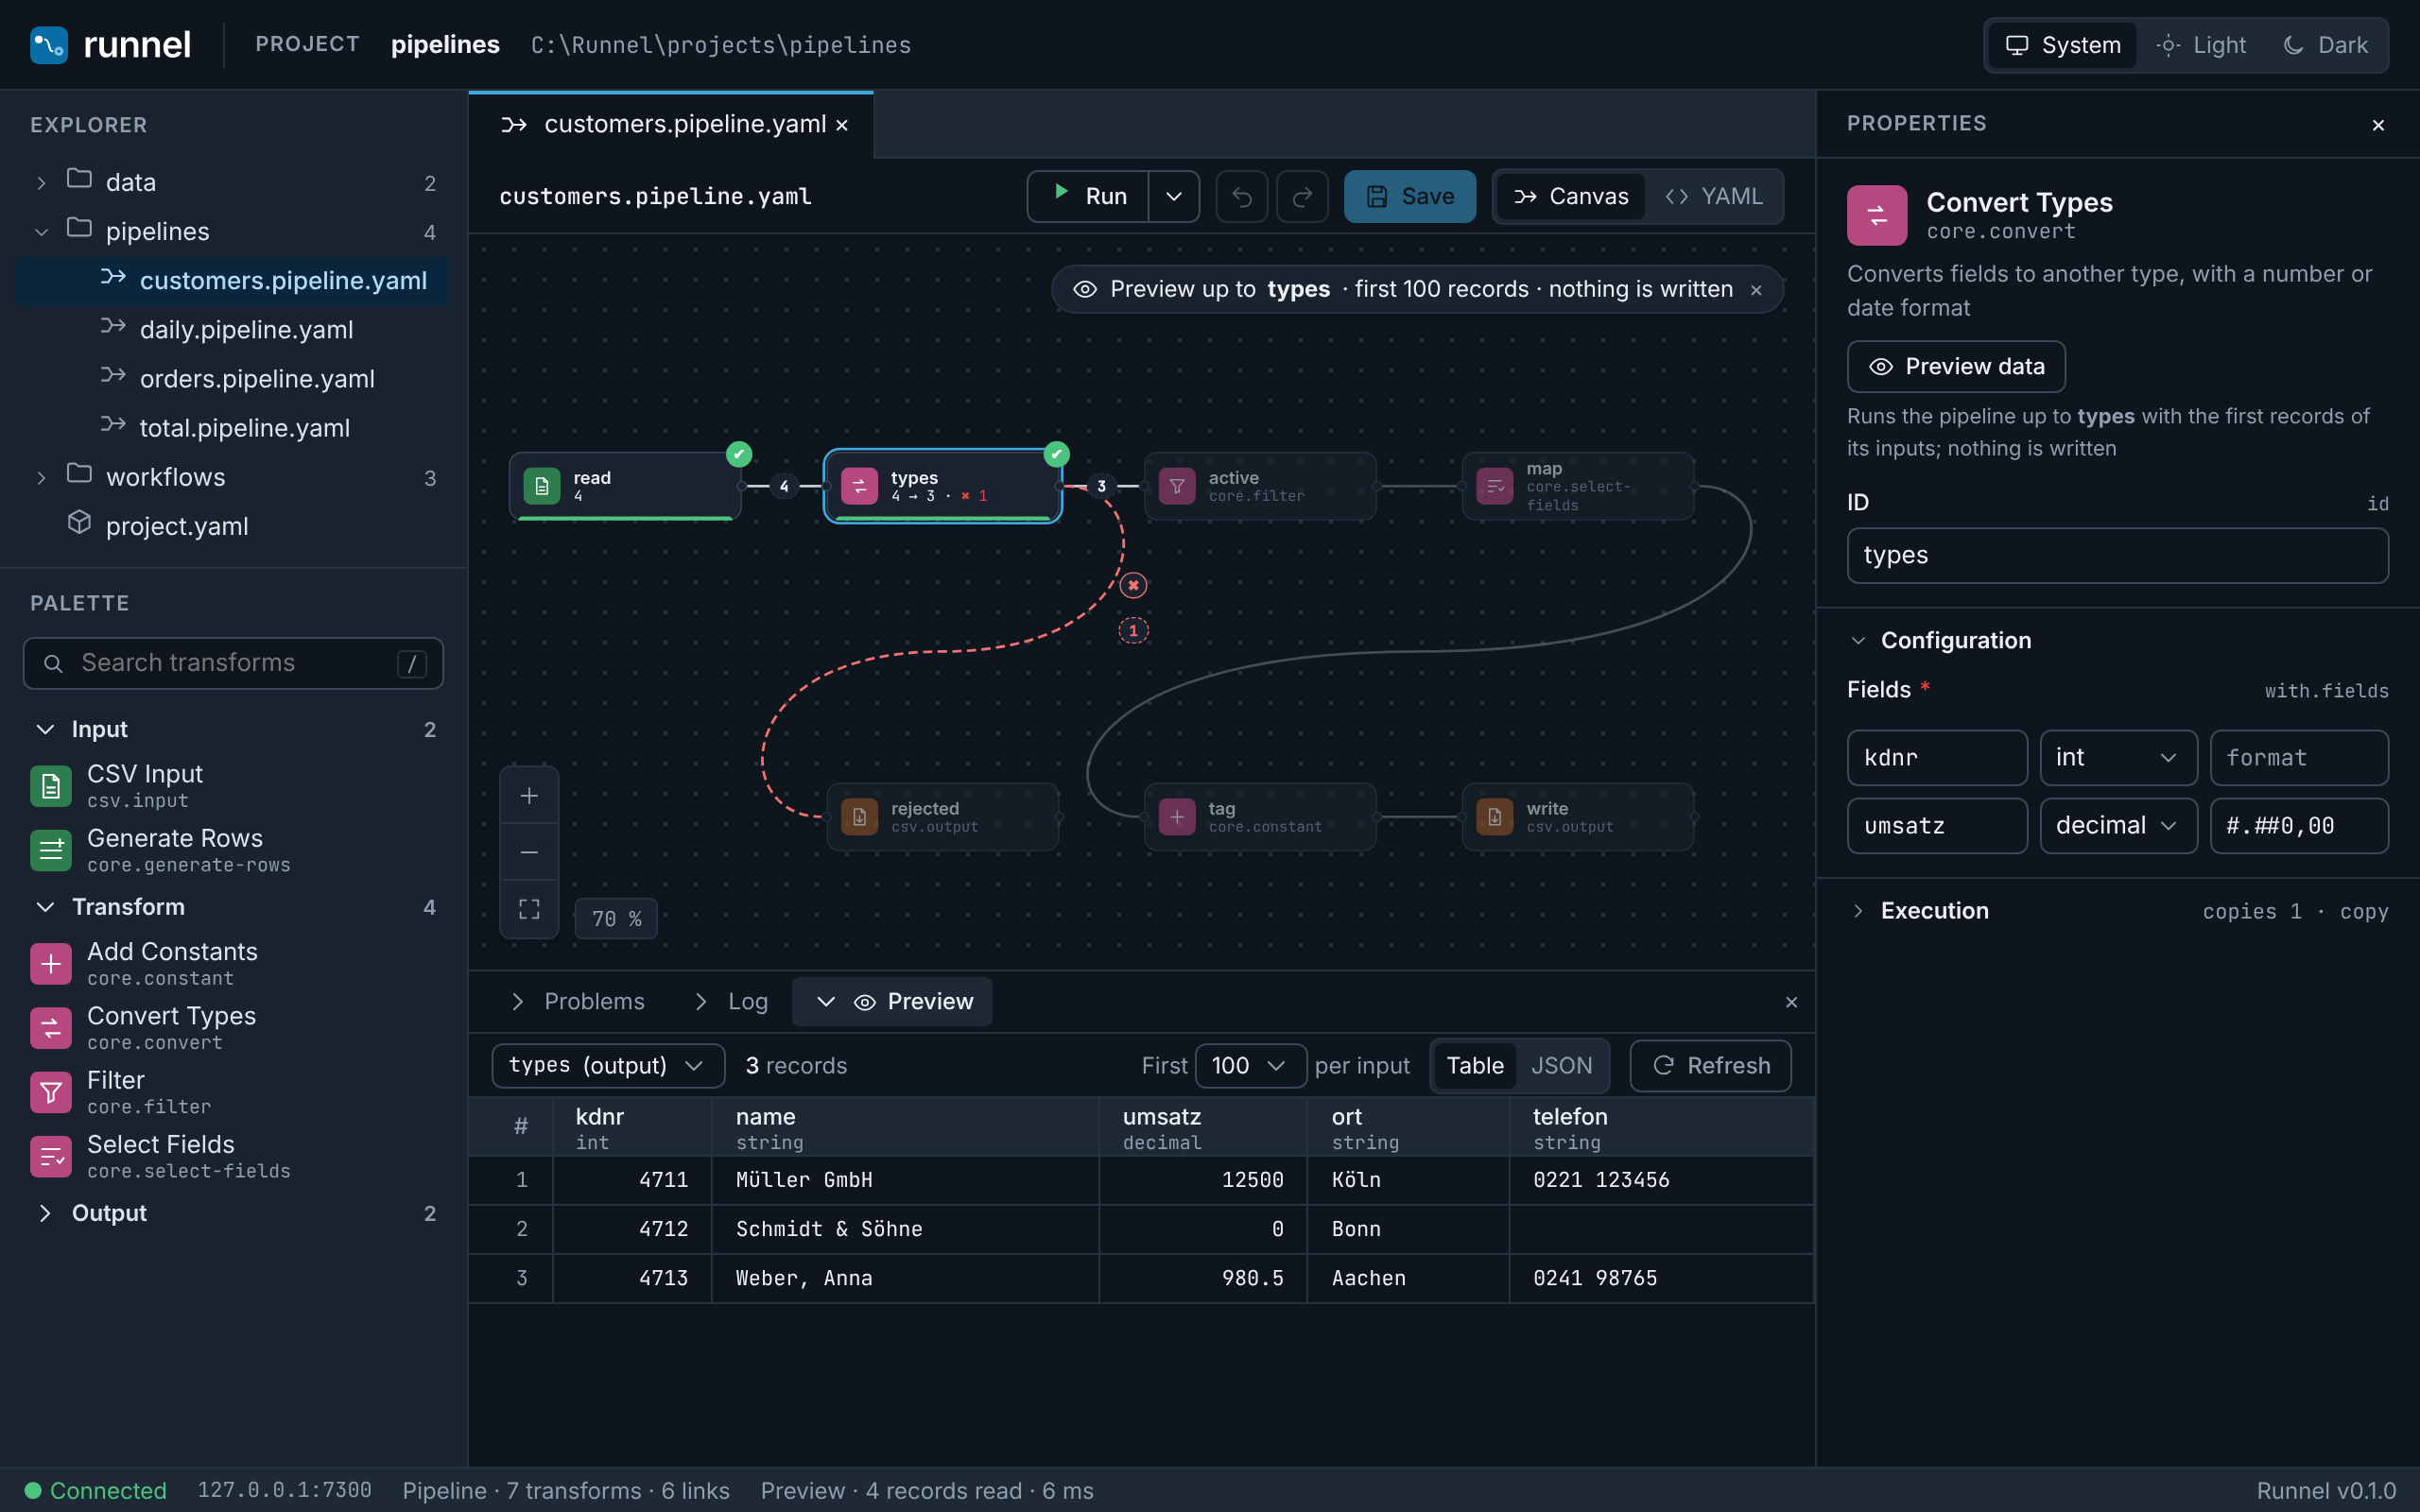 runnel PROJECT pipelines C:\Runnel\projects\pipelines System Light Dark
EXPLORER
data 2
pipelines 4
customers.pipeline.yaml
daily.pipeline.yaml
orders.pipeline.yaml
total.pipeline.yaml
workflows 3
project.yaml
PALETTE
Search transforms /
Input 2
CSV Input
csv.input
Generate Rows
core.generate-rows
Transform 4
Add Constants
core.constant
Convert Types
core.convert
Filter
core.filter
Select Fields
core.select-fields
Output 2
customers.pipeline.yaml ×
customers.pipeline.yaml Run Save Canvas YAML
Preview up to types · first 100 records · nothing is written ×
read
4
4
types
4 → 3 · ✖ 1
3
active
core.filter
map
core.select-
fields
✖
1
rejected
csv.output
tag
core.constant
write
csv.output
+
−
70 %
Problems Log Preview ×
types (output) 3 records First 100 per input Table JSON Refresh
# kdnr name umsatz ort telefon
int string decimal string string
1 4711 Müller GmbH 12500 Köln 0221 123456
2 4712 Schmidt & Söhne 0 Bonn
3 4713 Weber, Anna 980.5 Aachen 0241 98765
PROPERTIES ×
Convert Types
core.convert
Converts fields to another type, with a number or
date format
Preview data
Runs the pipeline up to types with the first records of
its inputs; nothing is written
ID id
types
Configuration
Fields * with.fields
kdnr int format
umsatz decimal #.##0,00
Execution copies 1 · copy
Connected 127.0.0.1:7300 Pipeline · 7 transforms · 6 links Preview · 4 records read · 6 ms Runnel v0.1.0